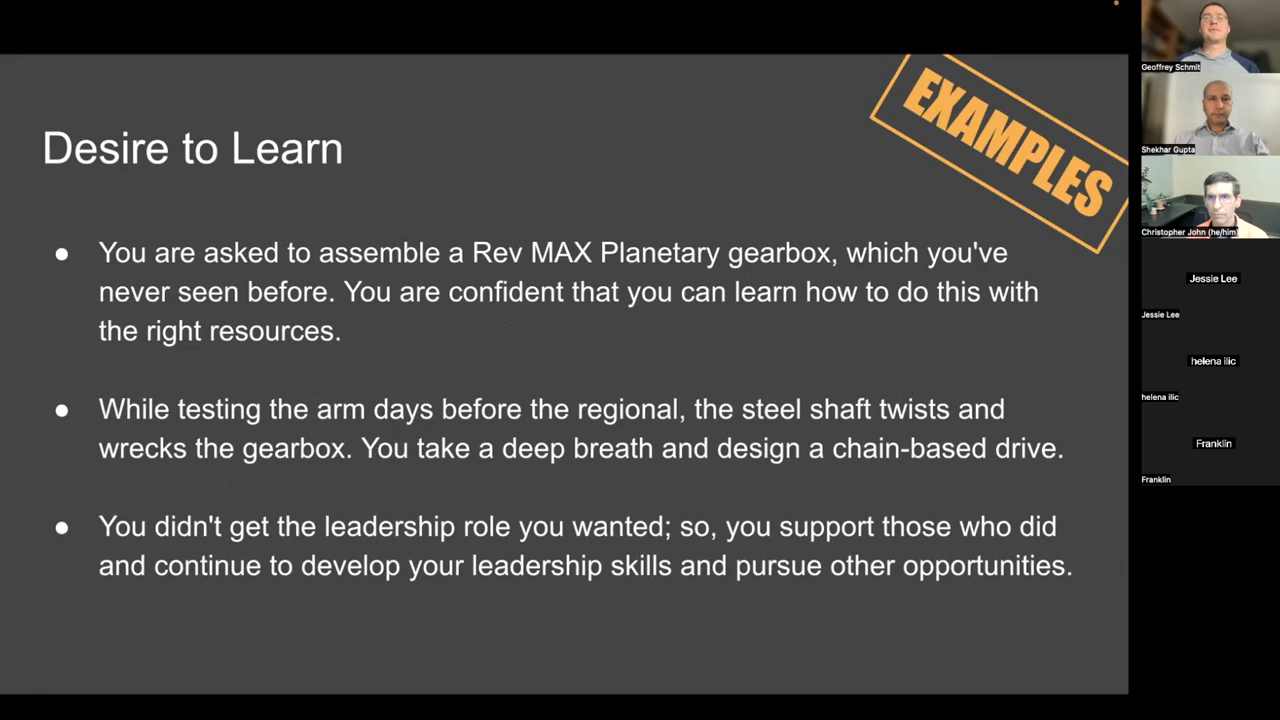 EXAMPLES
Desire to Learn
● You are asked to assemble a Rev MAX Planetary gearbox, which you've
never seen before. You are confident that you can learn how to do this with
the right resources.
● While testing the arm days before the regional, the steel shaft twists and
wrecks the gearbox. You take a deep breath and design a chain-based drive.
● You didn't get the leadership role you wanted; so, you support those who did
and continue to develop your leadership skills and pursue other opportunities.
Geoffrey Schmit
Shekhar Gupta
Christopher John (he/him)
Jessie Lee
Jessie Lee
helena ilic
helena ilic
Franklin
Franklin